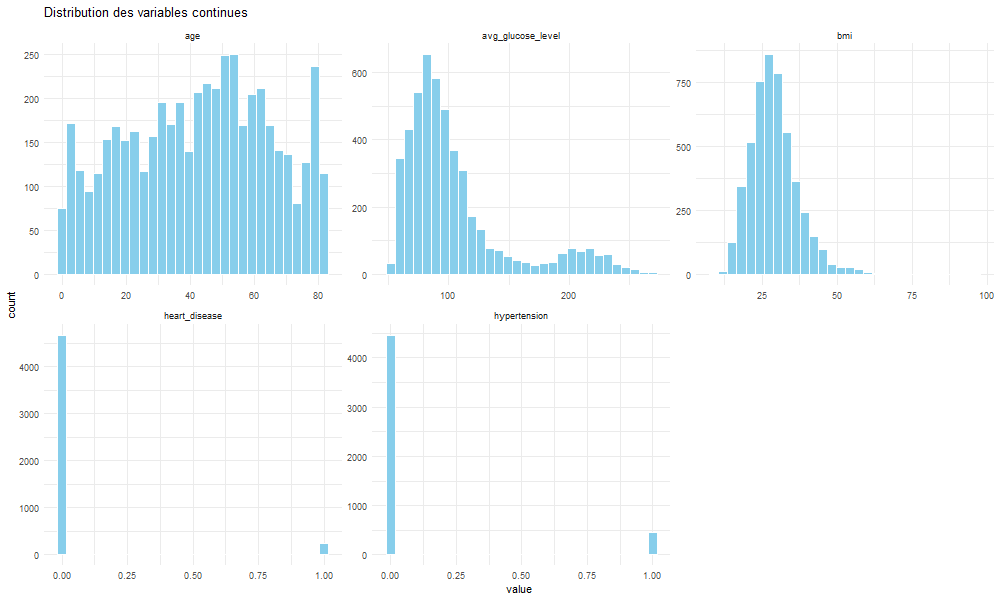 Distribution des variables continues
age
avg_glucose_level
bmi
250
200
150
100
50
0
600
400
200
0
750
500
250
0
0 20 40 60 80
100 200
25 50 75 100
count
heart_disease
hypertension
4000
3000
2000
1000
0
4000
3000
2000
1000
0
0.00 0.25 0.50 0.75 1.00
0.00 0.25 0.50 0.75 1.00
value